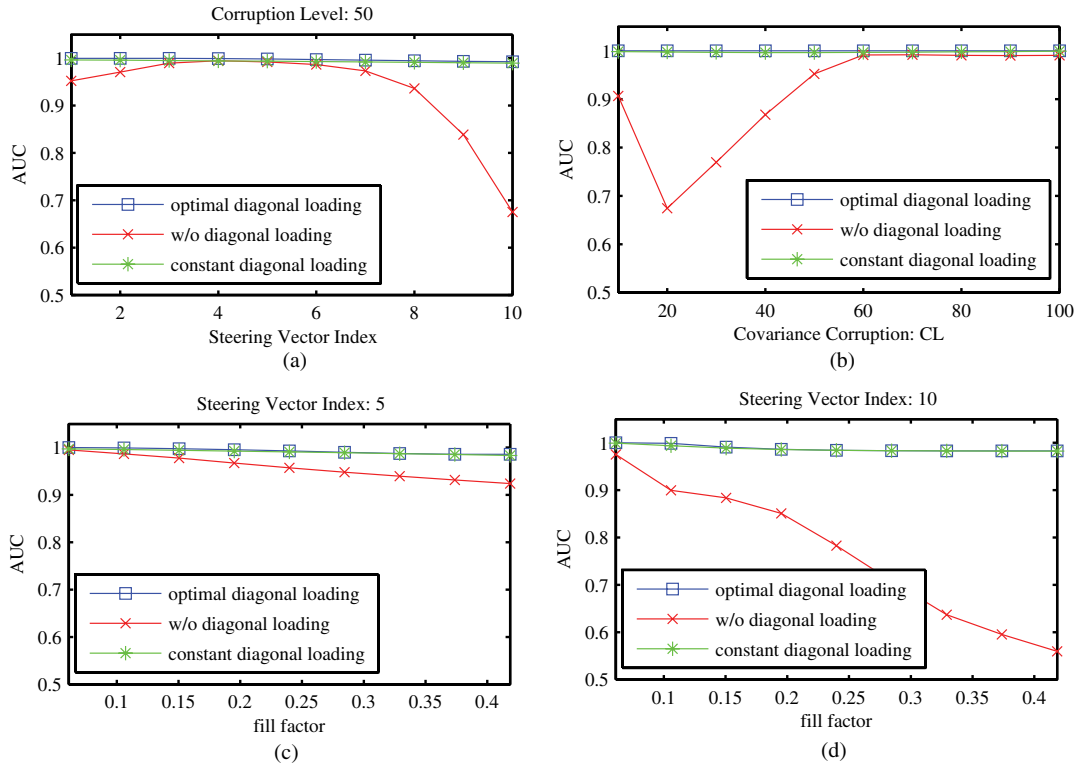 Corruption Level: 50
AUC
1
0.9
0.8
0.7
0.6
0.5
optimal diagonal loading
w/o diagonal loading
constant diagonal loading
2
4
6
8
10
Steering Vector Index
(a)
AUC
1
0.9
0.8
0.7
0.6
0.5
optimal diagonal loading
w/o diagonal loading
constant diagonal loading
20
40
60
80
100
Covariance Corruption: CL
(b)
Steering Vector Index: 5
AUC
1
0.9
0.8
0.7
0.6
0.5
optimal diagonal loading
w/o diagonal loading
constant diagonal loading
0.1
0.15
0.2
0.25
0.3
0.35
0.4
fill factor
(c)
Steering Vector Index: 10
AUC
1
0.9
0.8
0.7
0.6
0.5
optimal diagonal loading
w/o diagonal loading
constant diagonal loading
0.1
0.15
0.2
0.25
0.3
0.35
0.4
fill factor
(d)